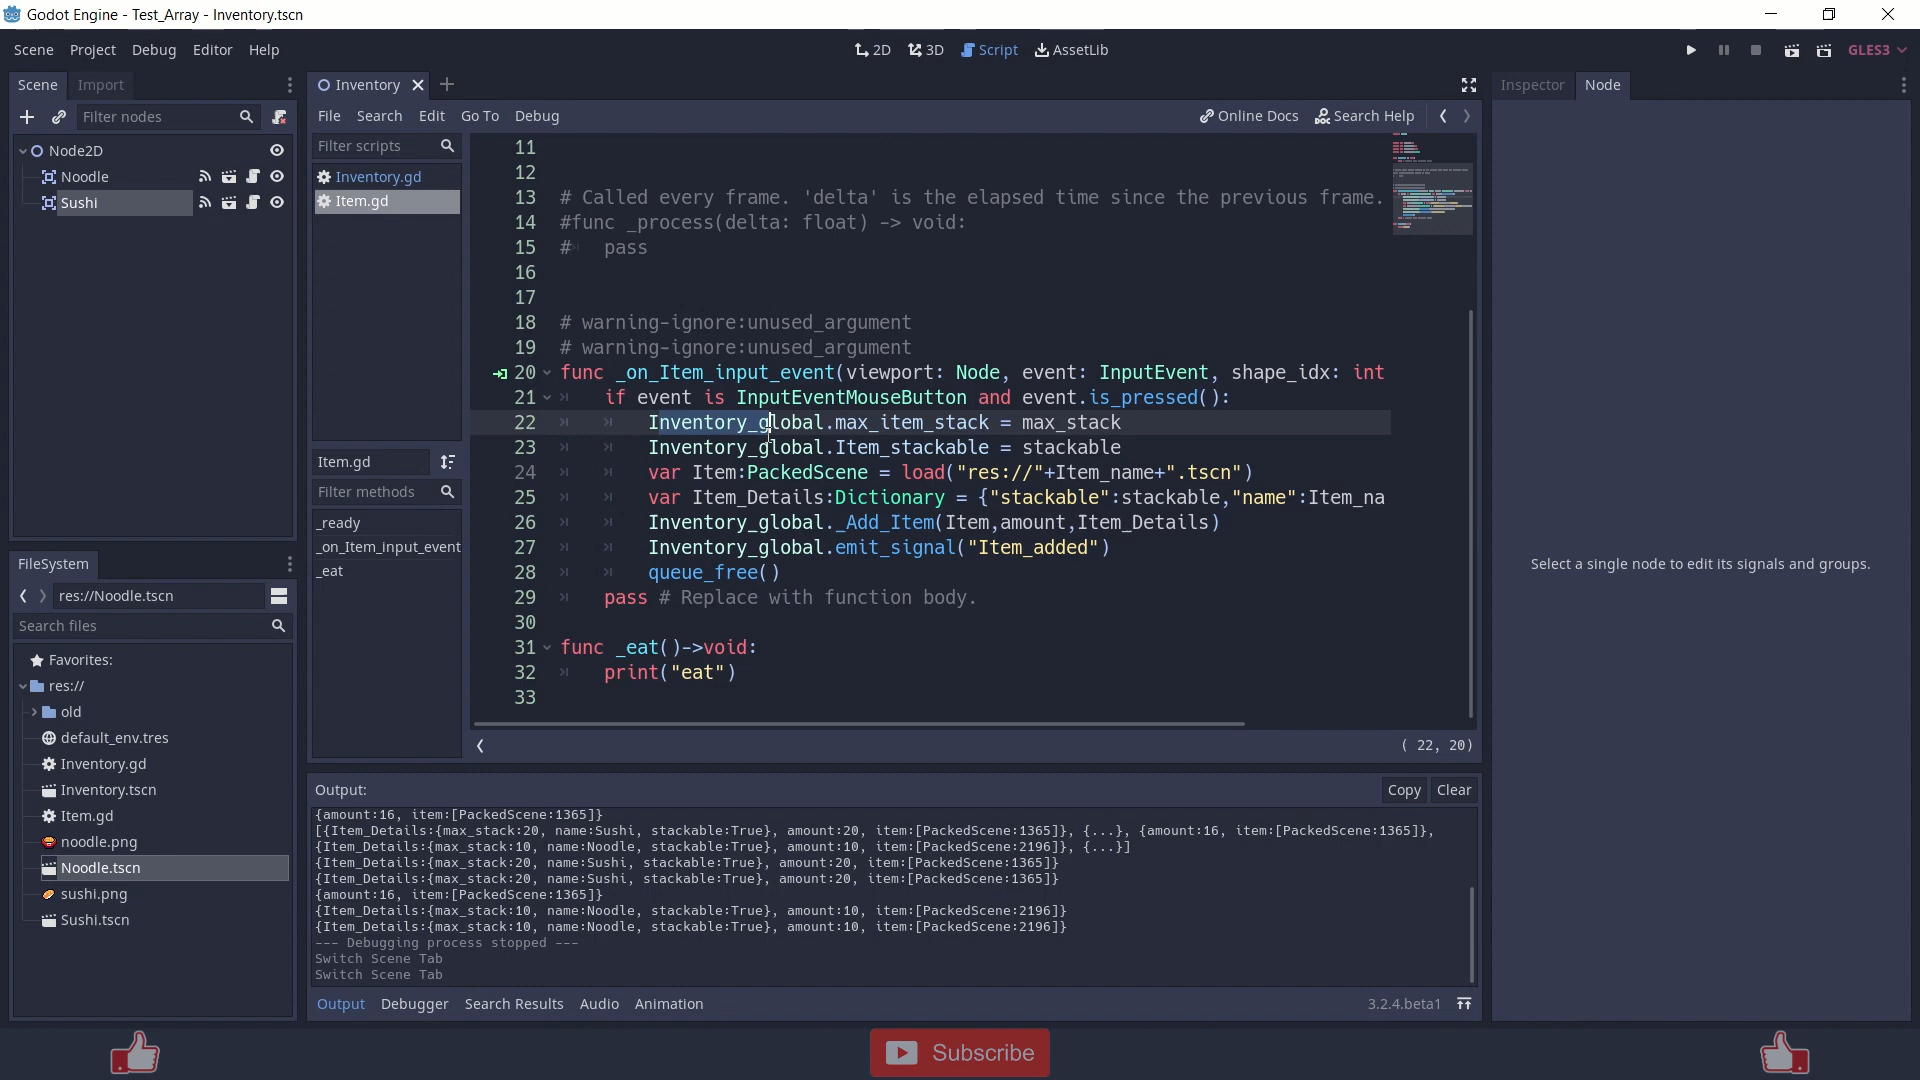 Godot Engine - Test_Array - Inventory.tscn
Scene Project Debug Editor Help
2D 3D Script AssetLib
GLES3
Scene Import
Filter nodes
Node2D
Noodle
Sushi
FileSystem
res://Noodle.tscn
Search files
Favorites:
res://
old
default_env.tres
Inventory.gd
Inventory.tscn
Item.gd
noodle.png
Noodle.tscn
sushi.png
Sushi.tscn
Inventory
File Search Edit Go To Debug
Online Docs Search Help
Filter scripts
Inventory.gd
Item.gd
Item.gd
Filter methods
_ready
_on_Item_input_event
_eat
11
12
13 # Called every frame. 'delta' is the elapsed time since the previous frame.
14 #func _process(delta: float) -> void:
15 # pass
16
17
18 # warning-ignore:unused_argument
19 # warning-ignore:unused_argument
20 func _on_Item_input_event(viewport: Node, event: InputEvent, shape_idx: int
21 if event is InputEventMouseButton and event.is_pressed():
22 Inventory_global.max_item_stack = max_stack
23 Inventory_global.Item_stackable = stackable
24 var Item:PackedScene = load("res://"+Item_name+".tscn")
25 var Item_Details:Dictionary = {"stackable":stackable,"name":Item_na
26 Inventory_global._Add_Item(Item,amount,Item_Details)
27 Inventory_global.emit_signal("Item_added")
28 queue_free()
29 pass # Replace with function body.
30
31 func _eat()->void:
32 print("eat")
33
( 22, 20)
Output:
Copy Clear
{amount:16, item:[PackedScene:1365]}
[{Item_Details:{max_stack:20, name:Sushi, stackable:True}, amount:20, item:[PackedScene:1365]}, {...}, {amount:16, item:[PackedScene:1365]},
{Item_Details:{max_stack:10, name:Noodle, stackable:True}, amount:10, item:[PackedScene:2196]}, {...}]
{Item_Details:{max_stack:20, name:Sushi, stackable:True}, amount:20, item:[PackedScene:1365]}
{Item_Details:{max_stack:20, name:Sushi, stackable:True}, amount:20, item:[PackedScene:1365]}
{amount:16, item:[PackedScene:1365]}
{Item_Details:{max_stack:10, name:Noodle, stackable:True}, amount:10, item:[PackedScene:2196]}
{Item_Details:{max_stack:10, name:Noodle, stackable:True}, amount:10, item:[PackedScene:2196]}
--- Debugging process stopped ---
Switch Scene Tab
Switch Scene Tab
Output Debugger Search Results Audio Animation
3.2.4.beta1
Inspector Node
Select a single node to edit its signals and groups.
Subscribe